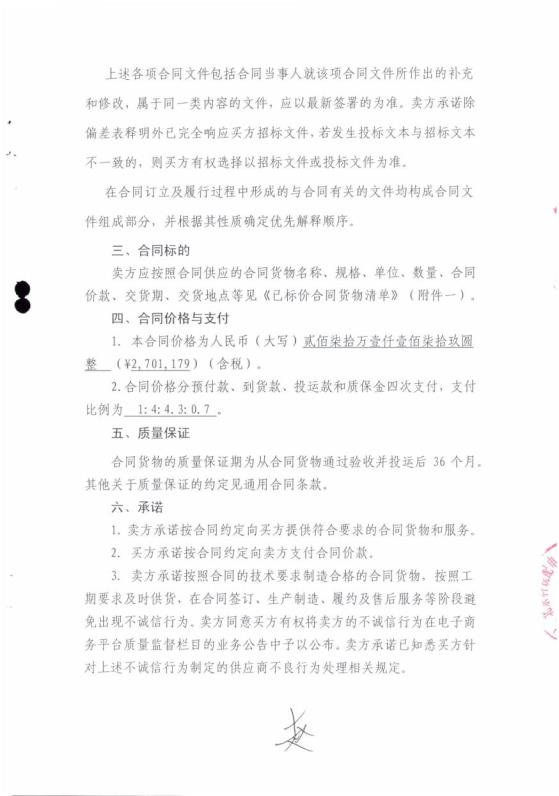 上述各项合同文件包括合同当事人就该项合同文件所作出的补充
和修改，属于同一类内容的文件，应以最新签署的为准。卖方承诺除
偏差表释明外已完全响应买方招标文件，若发生投标文本与招标文本
不一致的，则买方有权选择以招标文件或投标文件为准。
在合同订立及履行过程中形成的与合同有关的文件均构成合同文
件组成部分，并根据其性质确定优先解释顺序。
三、合同标的
卖方应按照合同供应的合同货物名称、规格、单位、数量、合同
价款、交货期、交货地点等见《已标价合同货物清单》（附件一）。
四、合同价格与支付
1. 本合同价格为人民币（大写）贰佰柒拾万壹仟壹佰柒拾玖圆
整 （¥2,701,179）（含税）。
2.合同价格分预付款、到货款、投运款和质保金四次支付，支付
比例为 1:4:4.3:0.7 。
五、质量保证
合同货物的质量保证期为从合同货物通过验收并投运后 36 个月。
其他关于质量保证的约定见通用合同条款。
六、承诺
1. 卖方承诺按合同约定向买方提供符合要求的合同货物和服务。
2. 买方承诺按合同约定向卖方支付合同价款。
3. 卖方承诺按照合同的技术要求制造合格的合同货物，按照工
期要求及时供货，在合同签订、生产制造、履约及售后服务等阶段避
免出现不诚信行为。卖方同意买方有权将卖方的不诚信行为在电子商
务平台质量监督栏目的业务公告中予以公布。卖方承诺已知悉买方针
对上述不诚信行为制定的供应商不良行为处理相关规定。